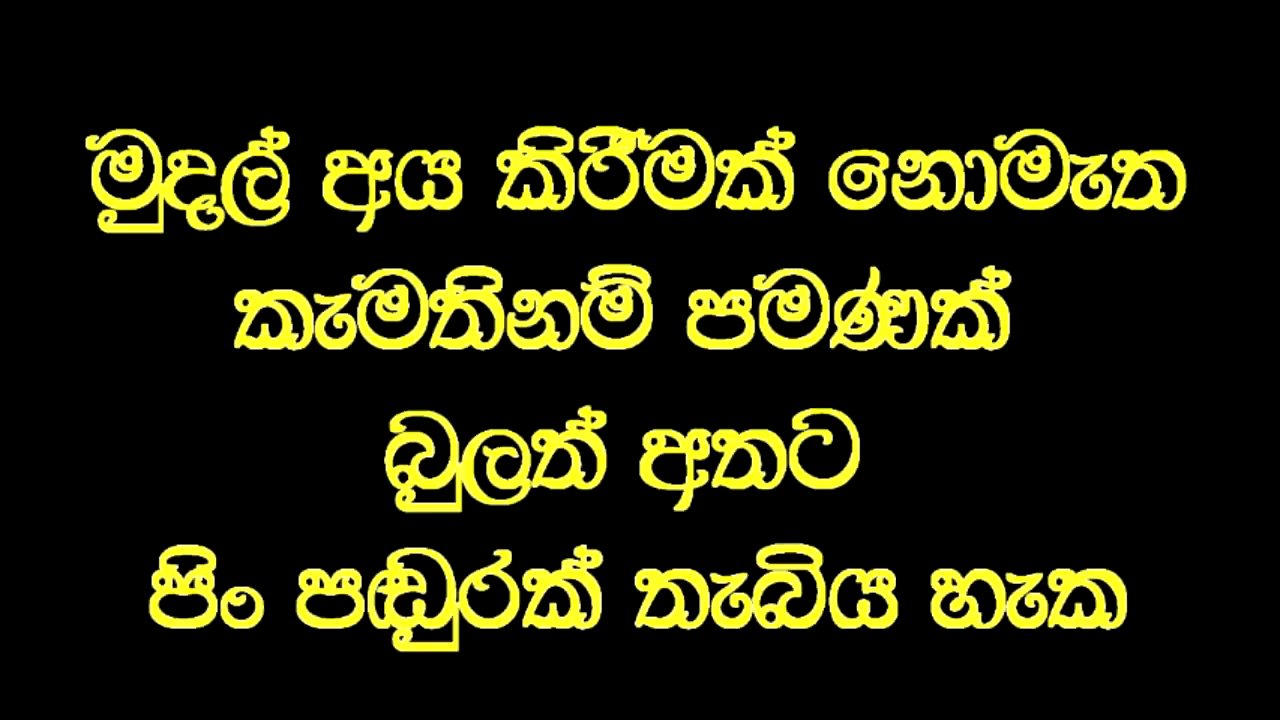 මුදල් අය කිරීමක් නොමැත
කැමතිනම් පමණක්
බුලත් අතට
පිං පඬුරක් තැබිය හැක